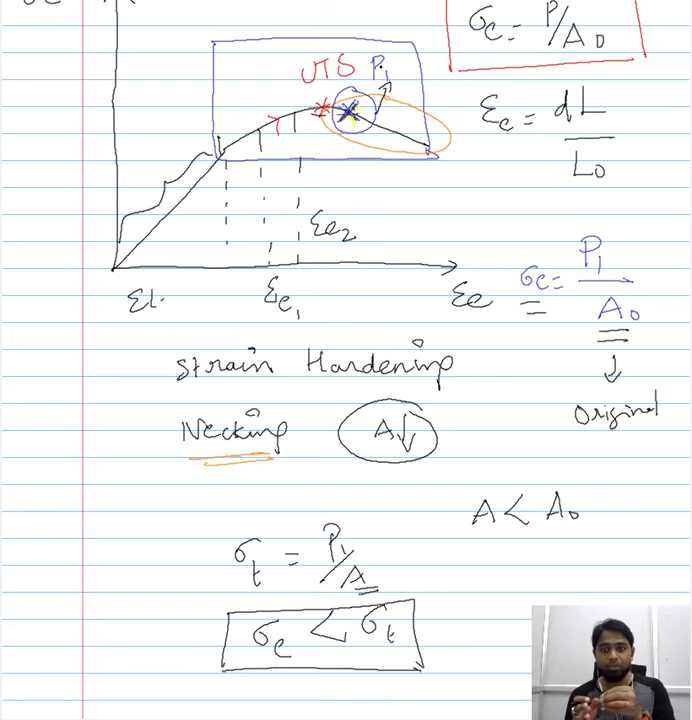 σe = P/A0
UTS P1
εe = dL/L0
εe2
εt εe1 εe
σe = P1/A0
Strain Hardening
Original
Necking A↓
A < A0
σt = P1/A
σe < σt